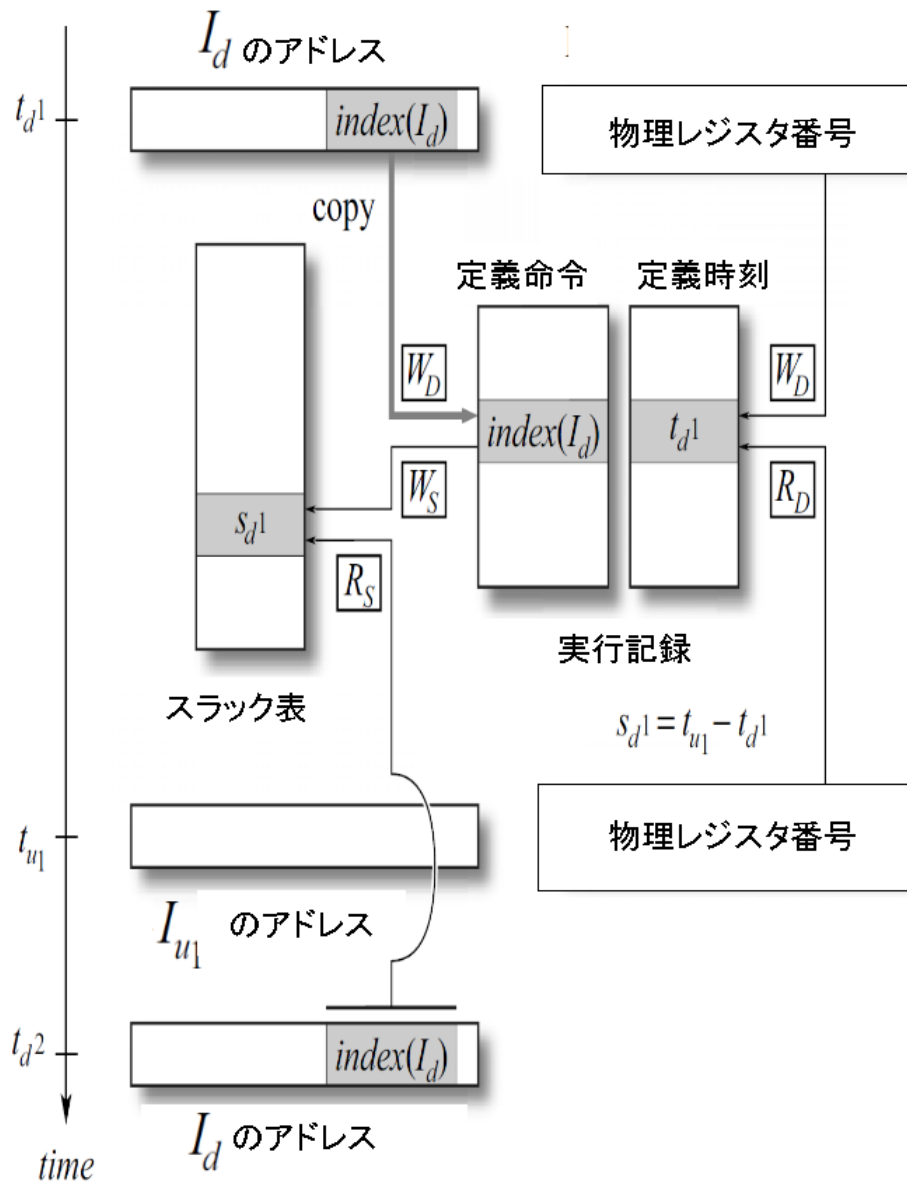 I_d のアドレス
t_d1
index(I_d)
物理レジスタ番号
copy
定義命令
定義時刻
W_D
W_D
index(I_d)
t_d1
W_S
R_D
s_d1
R_S
実行記録
スラック表
s_d1 = t_u1 − t_d1
t_u1
物理レジスタ番号
I_u1 のアドレス
t_d2
index(I_d)
I_d のアドレス
time